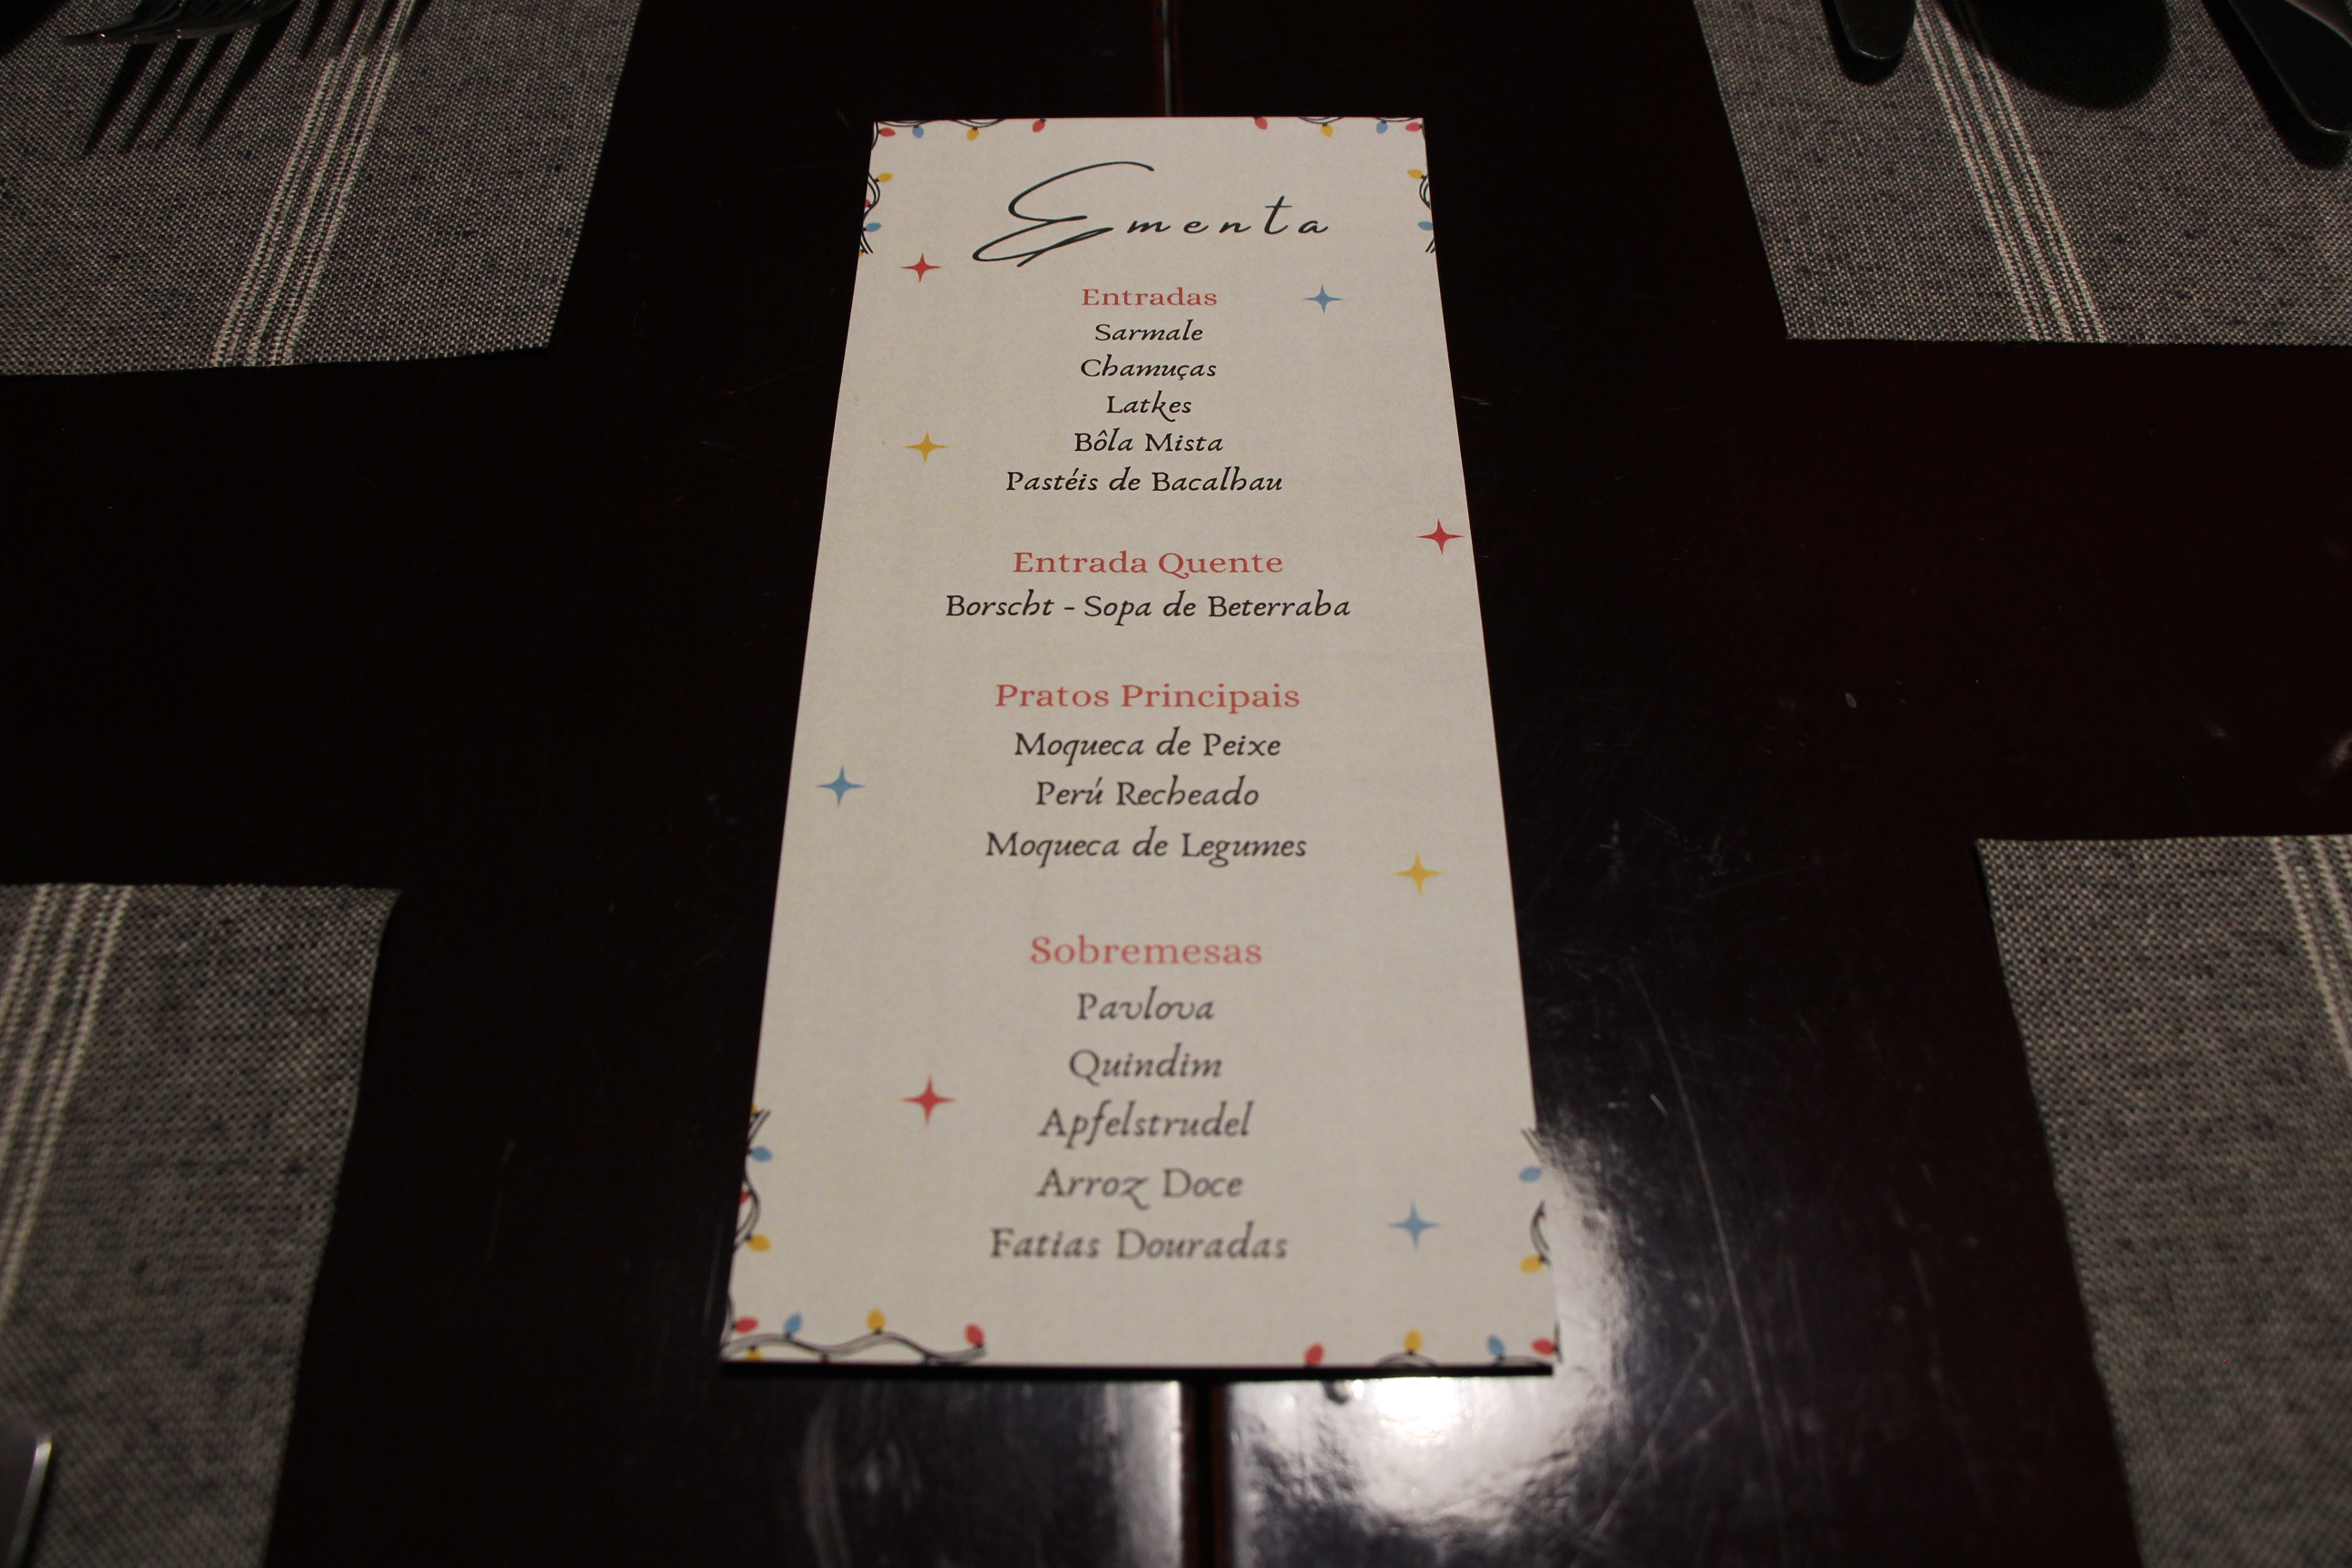 Ementa
Entradas
Sarmale
Chamuças
Latkes
Bôla Mista
Pastéis de Bacalhau
Entrada Quente
Borscht - Sopa de Beterraba
Pratos Principais
Moqueca de Peixe
Perú Recheado
Moqueca de Legumes
Sobremesas
Pavlova
Quindim
Apfelstrudel
Arroz Doce
Fatias Douradas